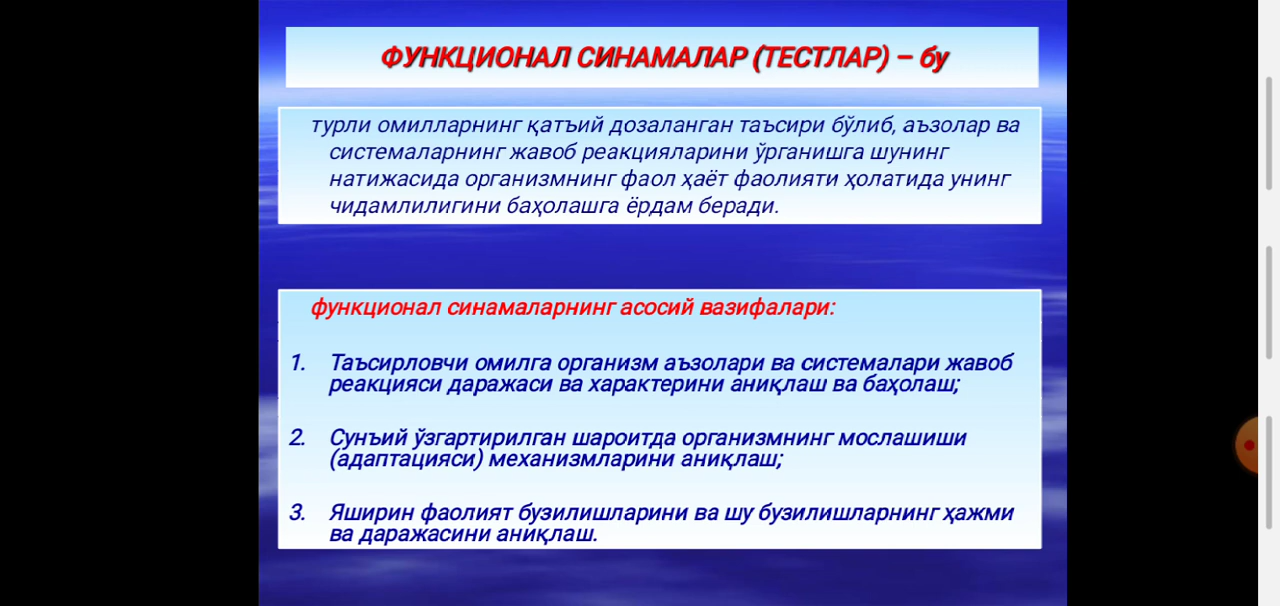 ФУНКЦИОНАЛ СИНАМАЛАР (ТЕСТЛАР) – бу
турли омилларнинг қатъий дозаланган таъсири бўлиб, аъзолар ва
системаларнинг жавоб реакцияларини ўрганишга шунинг
натижасида организмнинг фаол ҳаёт фаолияти ҳолатида унинг
чидамлилигини баҳолашга ёрдам беради.
функционал синамаларнинг асосий вазифалари:
1. Таъсирловчи омилга организм аъзолари ва системалари жавоб
реакцияси даражаси ва характерини аниқлаш ва баҳолаш;
2. Сунъий ўзгартирилган шароитда организмнинг мослашиши
(адаптацияси) механизмларини аниқлаш;
3. Яширин фаолият бузилишларини ва шу бузилишларнинг ҳажми
ва даражасини аниқлаш.